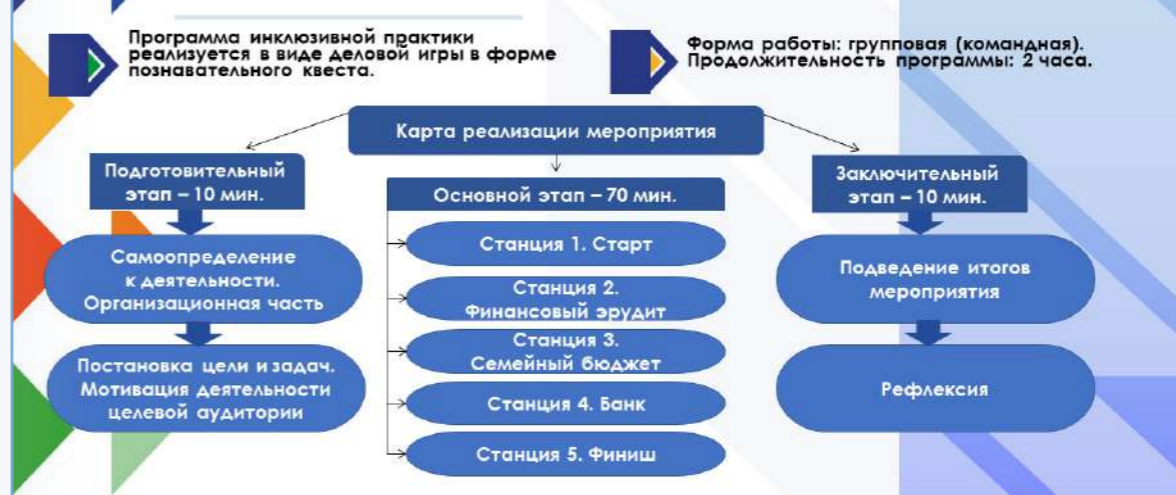 Программа инклюзивной практики
реализуется в виде деловой игры в форме
познавательного квеста.
Форма работы: групповая (командная).
Продолжительность программы: 2 часа.
Карта реализации мероприятия
Подготовительный
этап – 10 мин.
Самоопределение
к деятельности.
Организационная часть
Постановка цели и задач.
Мотивация деятельности
целевой аудитории
Основной этап – 70 мин.
Станция 1. Старт
Станция 2.
Финансовый эрудит
Станция 3.
Семейный бюджет
Станция 4. Банк
Станция 5. Финиш
Заключительный
этап – 10 мин.
Подведение итогов
мероприятия
Рефлексия